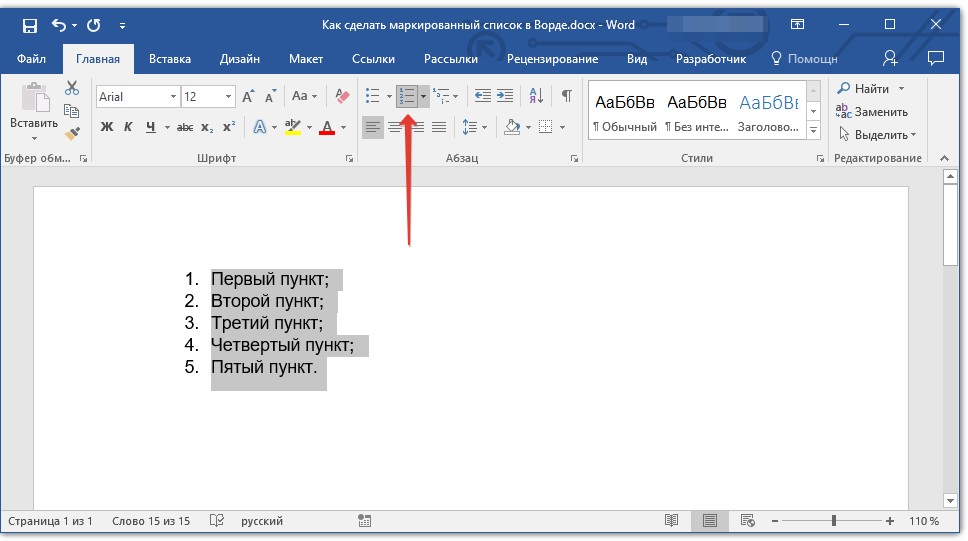 Как сделать маркированный список в Ворде.docx - Word
Файл Главная Вставка Дизайн Макет Ссылки Рассылки Рецензирование Вид Разработчик Помощн
Вставить
Буфер обм...
Arial 12
Aa
Ж К Ч abc x₂ x² A ab A
Шрифт
А Я
Абзац
АаБбВв АаБбВв АаБбВі
¶ Обычный ¶ Без инте... Заголово...
Стили
Найти
Заменить
Выделить
Редактирование
1. Первый пункт;
2. Второй пункт;
3. Третий пункт;
4. Четвертый пункт;
5. Пятый пункт.
Страница 1 из 1 Слово 15 из 15 русский 110 %